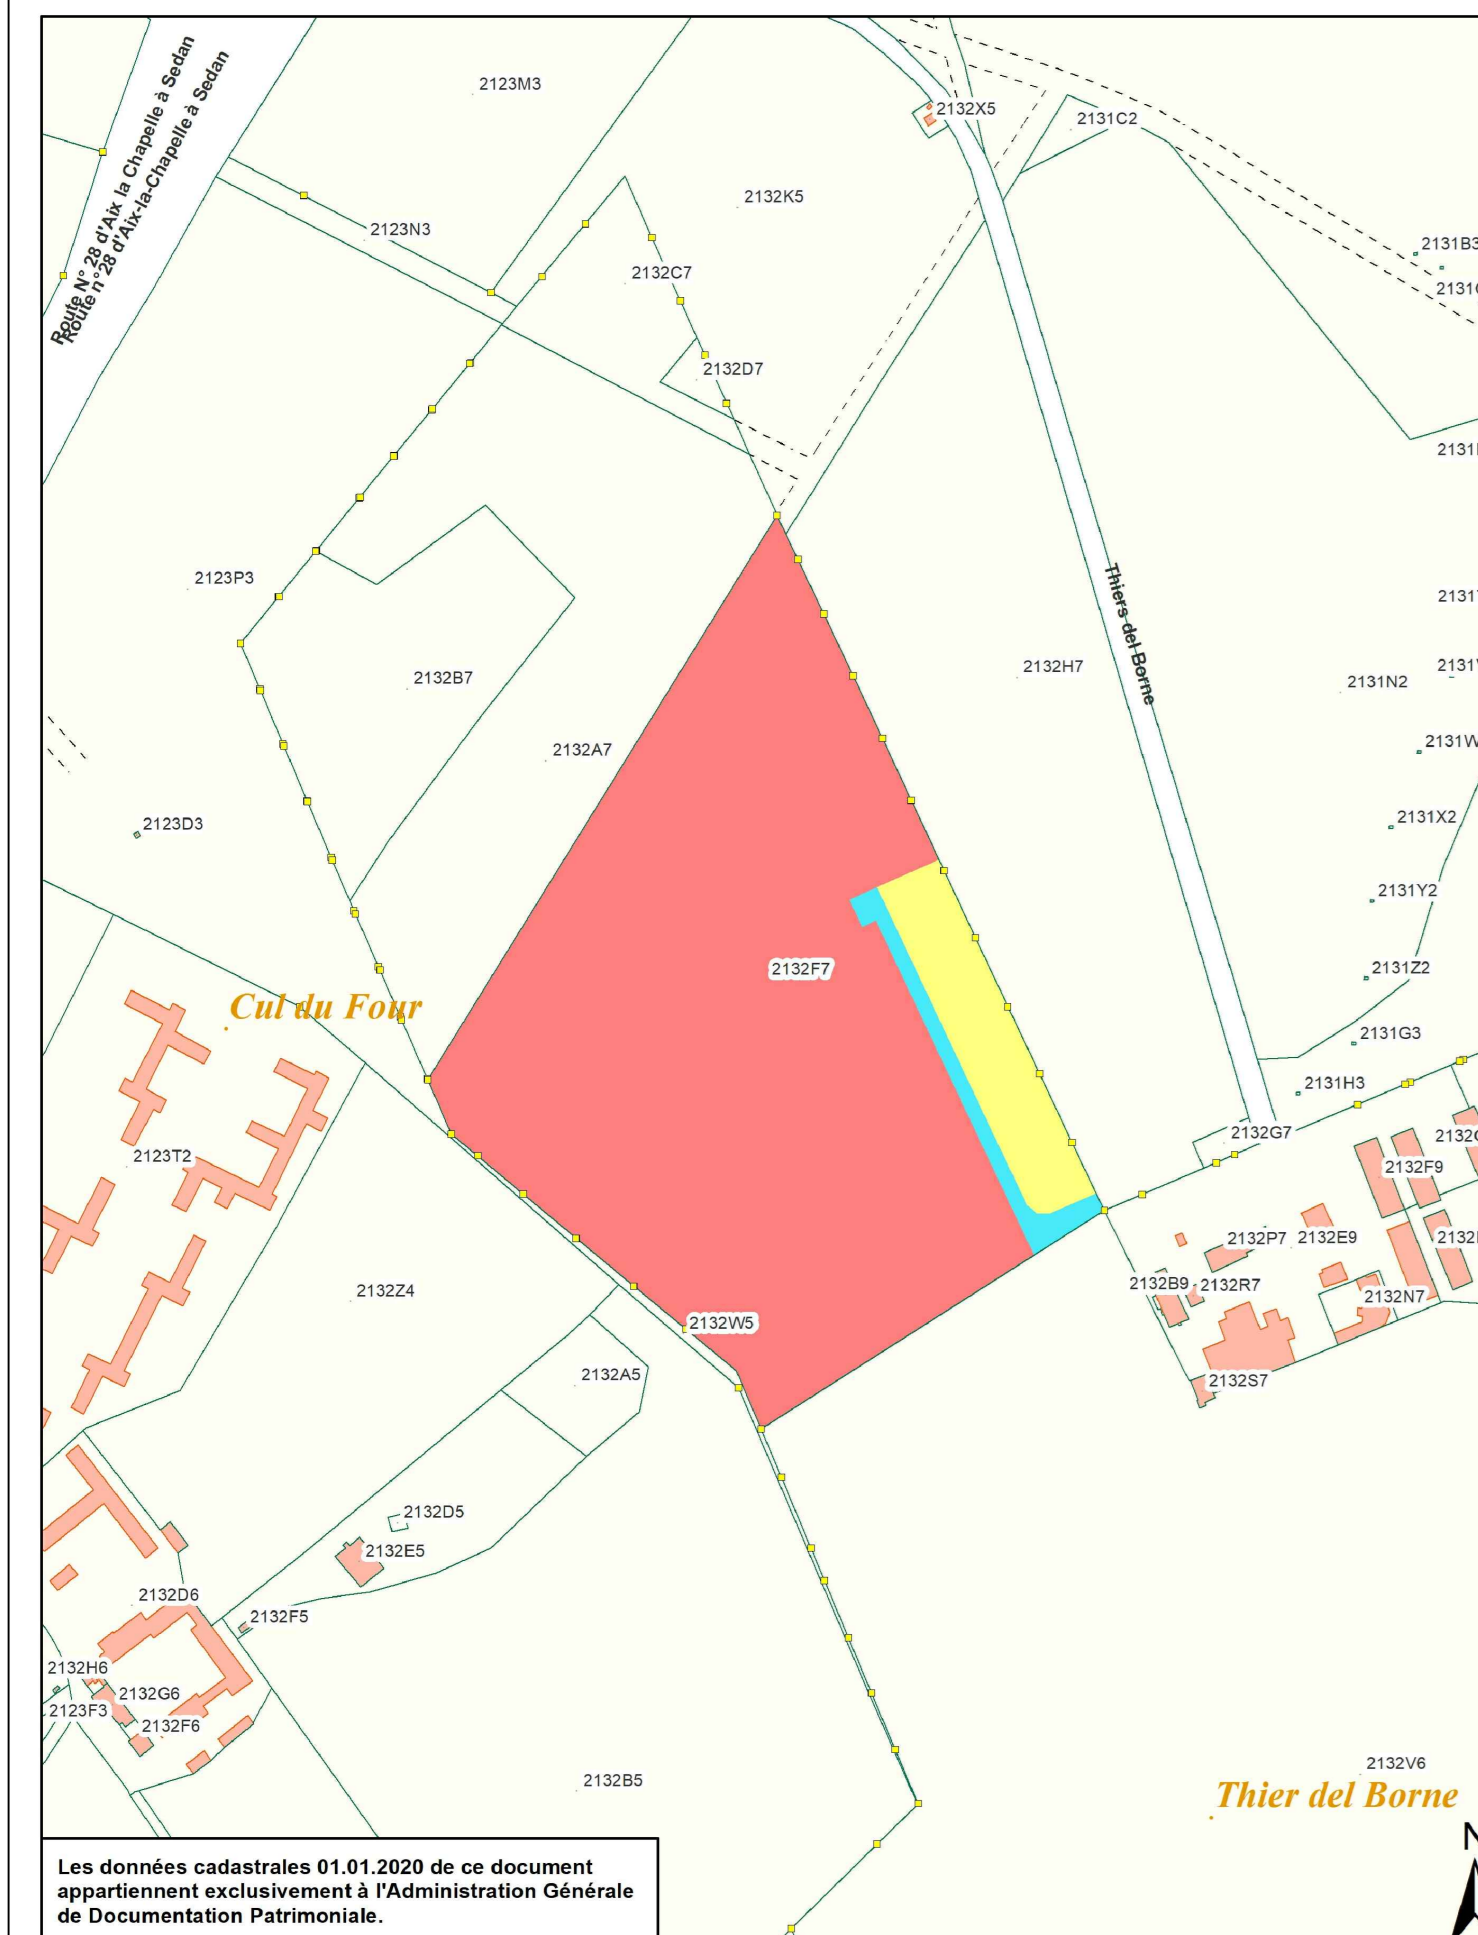 Route N° 28 d'Aix la Chapelle à Sedan
Route n°28 d'Aix-la-Chapelle à Sedan
2123M3
2132X5
2131C2
2132K5
2123N3
2131B3
2132C7
2132D7
2123P3
Thiers del Borne
2132H7
2132B7
2131N2
2132A7
2131W
2123D3
2131X2
2131Y2
2132F7
2131Z2
Cul du Four
2131G3
2131H3
2132G7
2123T2
2132F9
2132P7
2132E9
2132B9
2132R7
2132N7
2132Z4
2132W5
2132A5
2132S7
2132D5
2132E5
2132D6
2132F5
2132H6
2132G6
2123F3
2132F6
2132B5
2132V6
Thier del Borne
N
Les données cadastrales 01.01.2020 de ce document
appartiennent exclusivement à l'Administration Générale
de Documentation Patrimoniale.